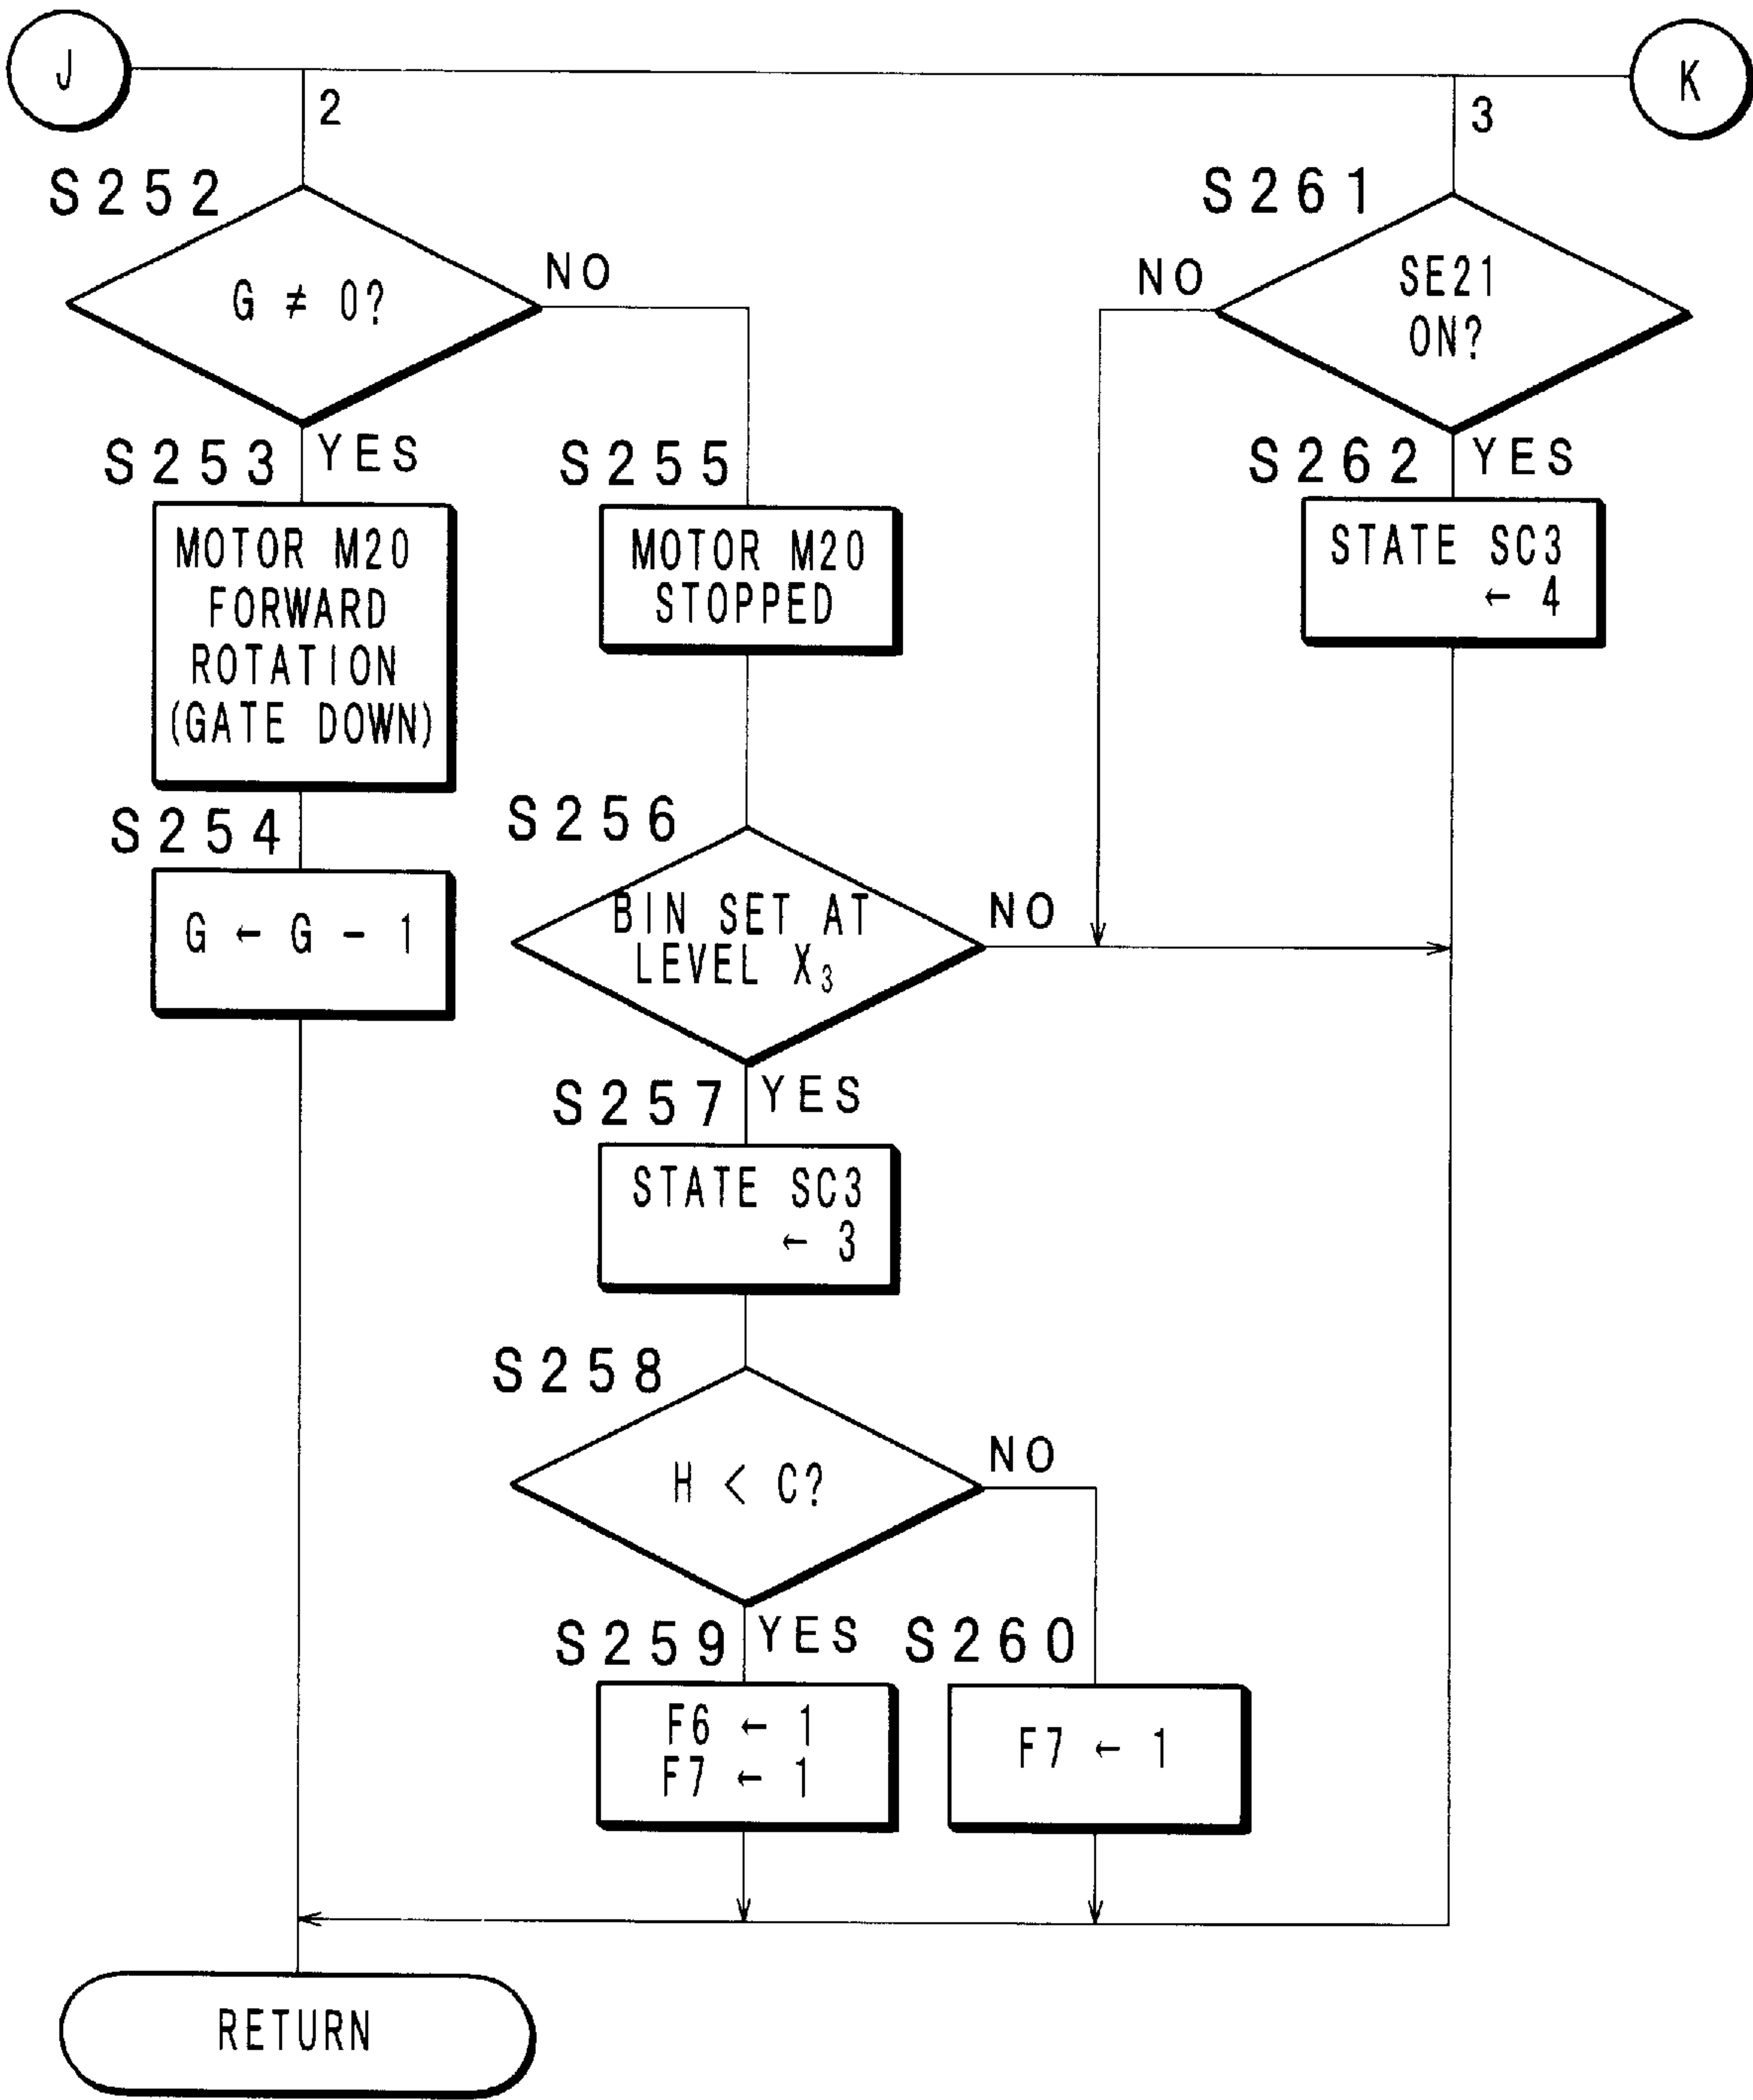 J
K
2
3
S252
G ≠ 0?
NO
S261
SE21
ON?
NO
S253
YES
MOTOR M20
FORWARD
ROTATION
(GATE DOWN)
S255
MOTOR M20
STOPPED
S262
YES
STATE SC3
← 4
S254
G ← G - 1
S256
BIN SET AT
LEVEL X₃
NO
S257
YES
STATE SC3
← 3
S258
H < C?
NO
S259
YES
F6 ← 1
F7 ← 1
S260
F7 ← 1
RETURN